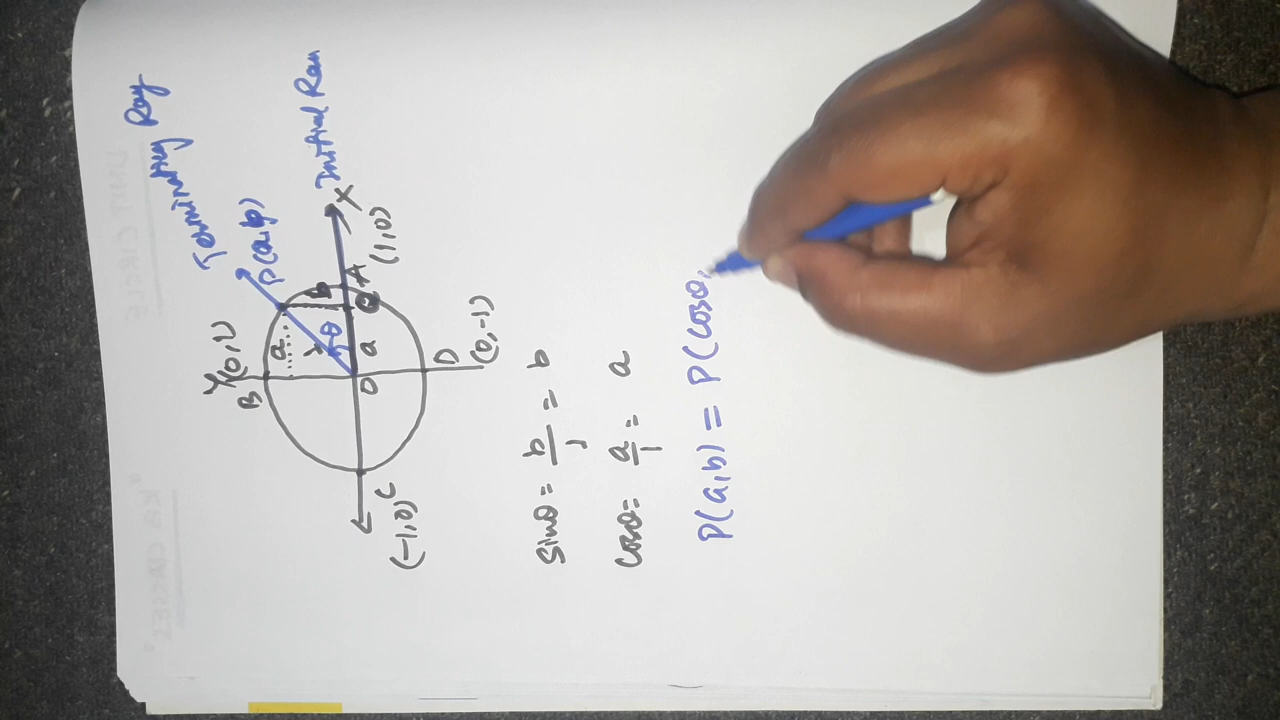 Terminating Ray
Y
(0,1)
P(a,b)
Initial Ray
B
a
b
θ
X
O
a
Q
A
(1,0)
C
(-1,0)
D
(0,-1)
sinθ = b/1 = b
cosθ = a/1 = a
P(a,b) = P(cosθ,